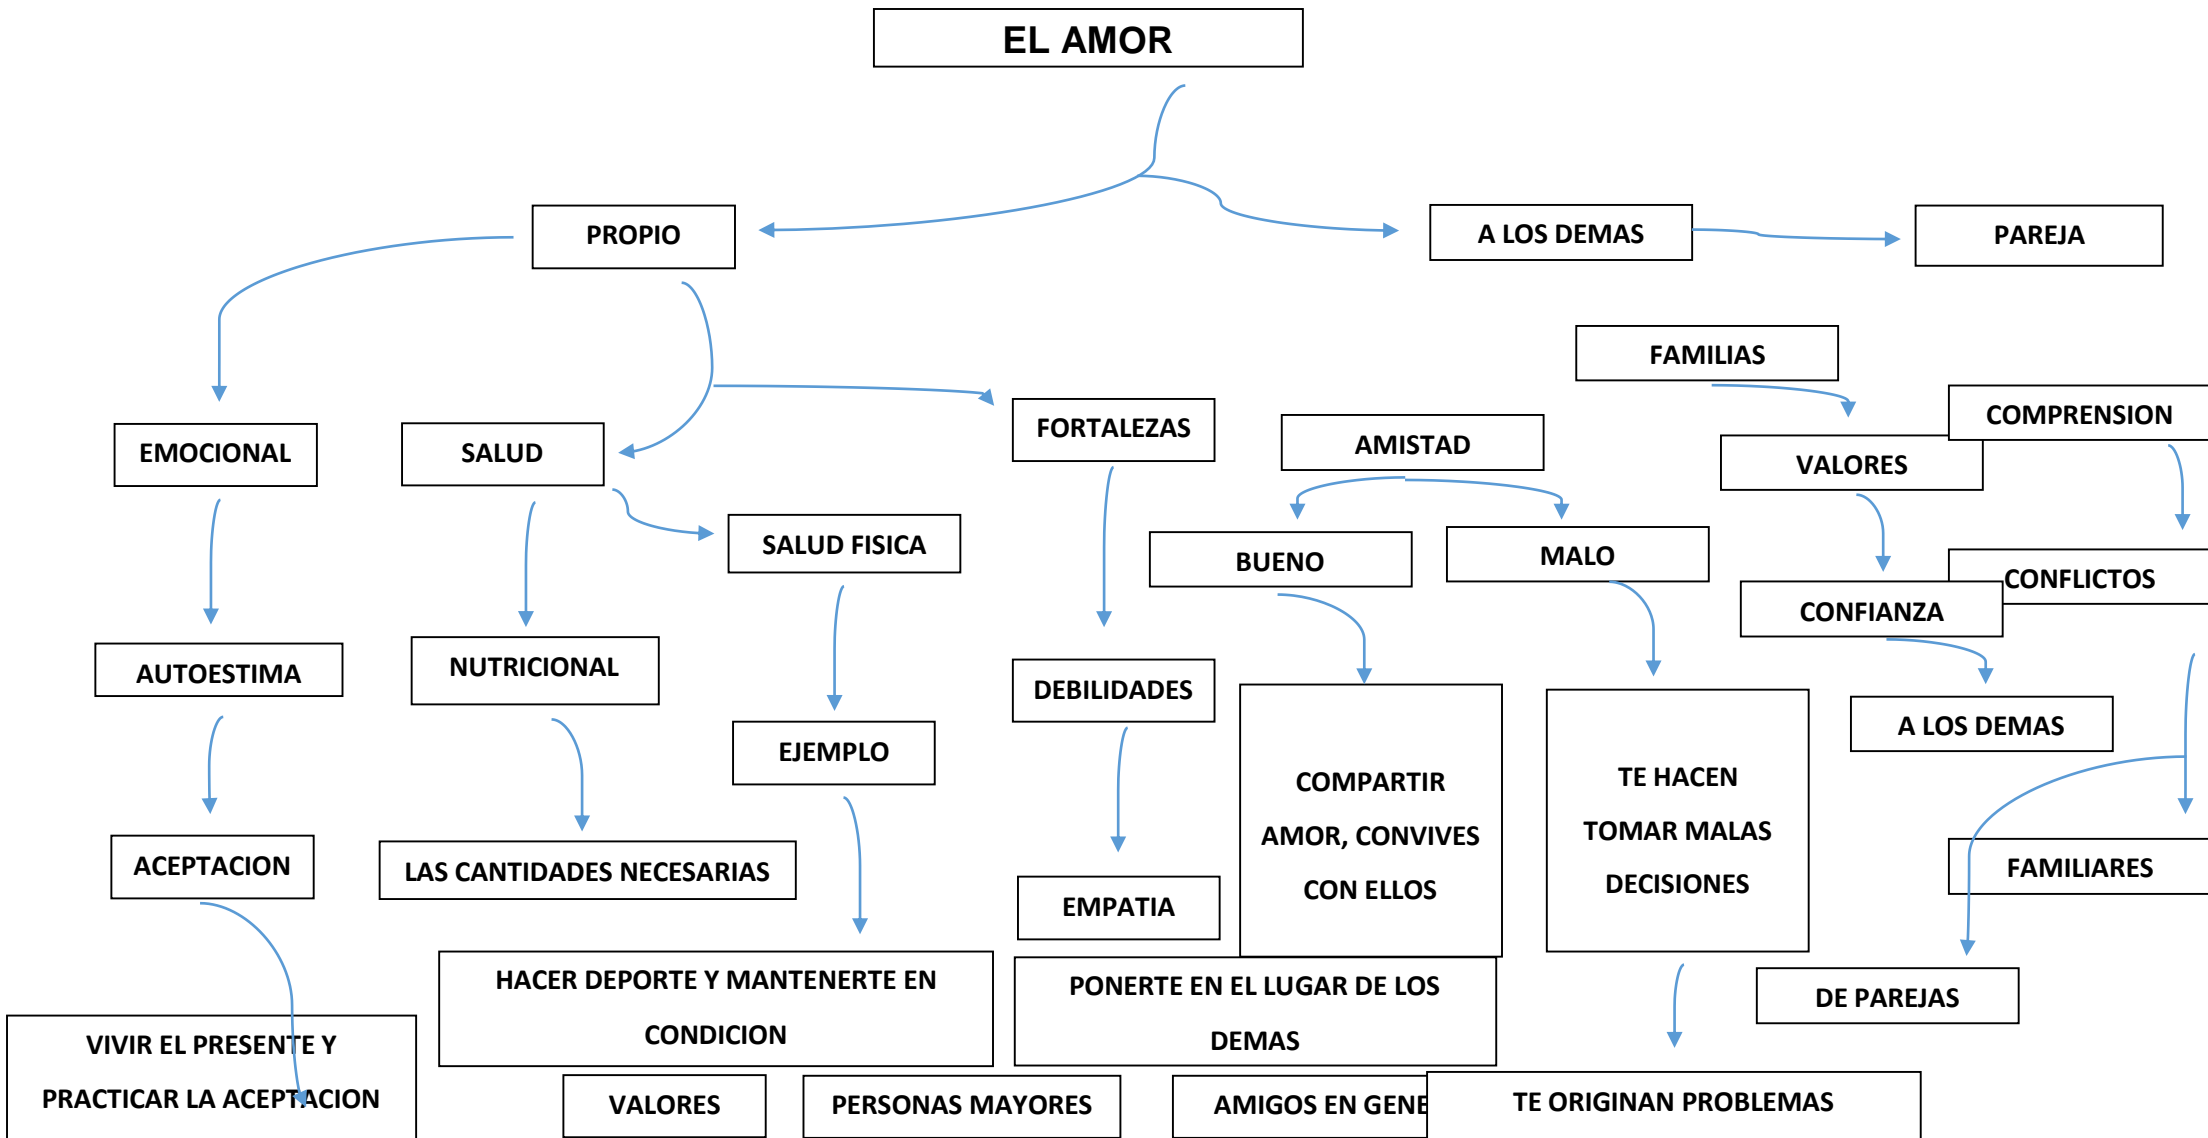 EL AMOR
PROPIO
A LOS DEMAS
PAREJA
FAMILIAS
COMPRENSION
FORTALEZAS
AMISTAD
EMOCIONAL
SALUD
VALORES
SALUD FISICA
BUENO
MALO
CONFLICTOS
CONFIANZA
AUTOESTIMA
NUTRICIONAL
DEBILIDADES
A LOS DEMAS
EJEMPLO
COMPARTIR
AMOR, CONVIVES
CON ELLOS
TE HACEN
TOMAR MALAS
DECISIONES
ACEPTACION
LAS CANTIDADES NECESARIAS
FAMILIARES
EMPATIA
HACER DEPORTE Y MANTENERTE EN
CONDICION
PONERTE EN EL LUGAR DE LOS
DEMAS
DE PAREJAS
VIVIR EL PRESENTE Y
PRACTICAR LA ACEPTACION
VALORES
PERSONAS MAYORES
AMIGOS EN GENE
TE ORIGINAN PROBLEMAS